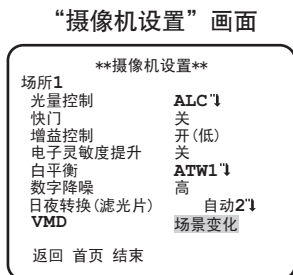 “摄像机设置”画面
**摄像机设置**
场所1
光量控制 ALC↴
快门 关
增益控制 开(低)
电子灵敏度提升 关
白平衡 ATW1↴
数字降噪 高
日夜转换(滤光片) 自动2↴
VMD 场景变化
返回 首页 结束